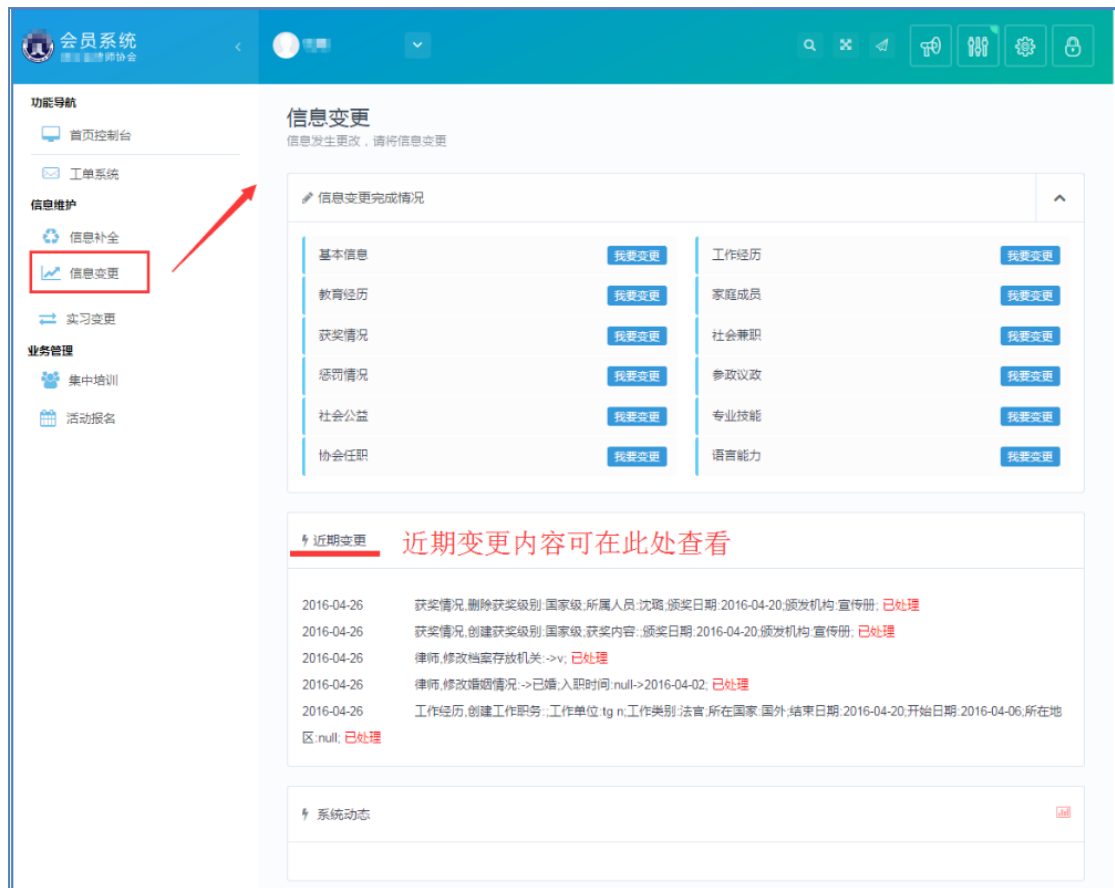 会员系统
律师协会
功能导航
首页控制台
工单系统
信息维护
信息补全
信息变更
实习变更
业务管理
集中培训
活动报名
信息变更
信息发生更改，请将信息变更
信息变更完成情况
基本信息 我要变更 工作经历 我要变更
教育经历 我要变更 家庭成员 我要变更
获奖情况 我要变更 社会兼职 我要变更
惩罚情况 我要变更 参政议政 我要变更
社会公益 我要变更 专业技能 我要变更
协会任职 我要变更 语言能力 我要变更
近期变更 近期变更内容可在此处查看
2016-04-26 获奖情况,删除获奖级别:国家级;所属人员:沈璐;颁奖日期:2016-04-20;颁发机构:宣传册; 已处理
2016-04-26 获奖情况,创建获奖级别:国家级;获奖内容:;颁奖日期:2016-04-20;颁发机构:宣传册; 已处理
2016-04-26 律师,修改档案存放机关:->v; 已处理
2016-04-26 律师,修改婚姻情况:->已婚;入职时间:null->2016-04-02; 已处理
2016-04-26 工作经历,创建工作职务:;工作单位:tg n;工作类别:法官;所在国家:国外;结束日期:2016-04-20;开始日期:2016-04-06;所在地
区:null; 已处理
系统动态